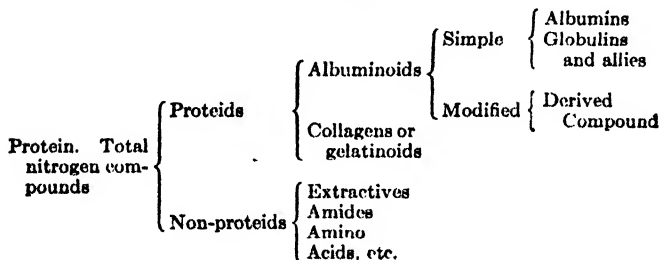 Albumins
Simple
Globulins
and allies
Albuminoids
Modified
Derived
Compound
Proteids
Collagens or
gelatinoids
Protein. Total
nitrogen com-
pounds
Extractives
Amides
Non-proteids
Amino
Acids, etc.